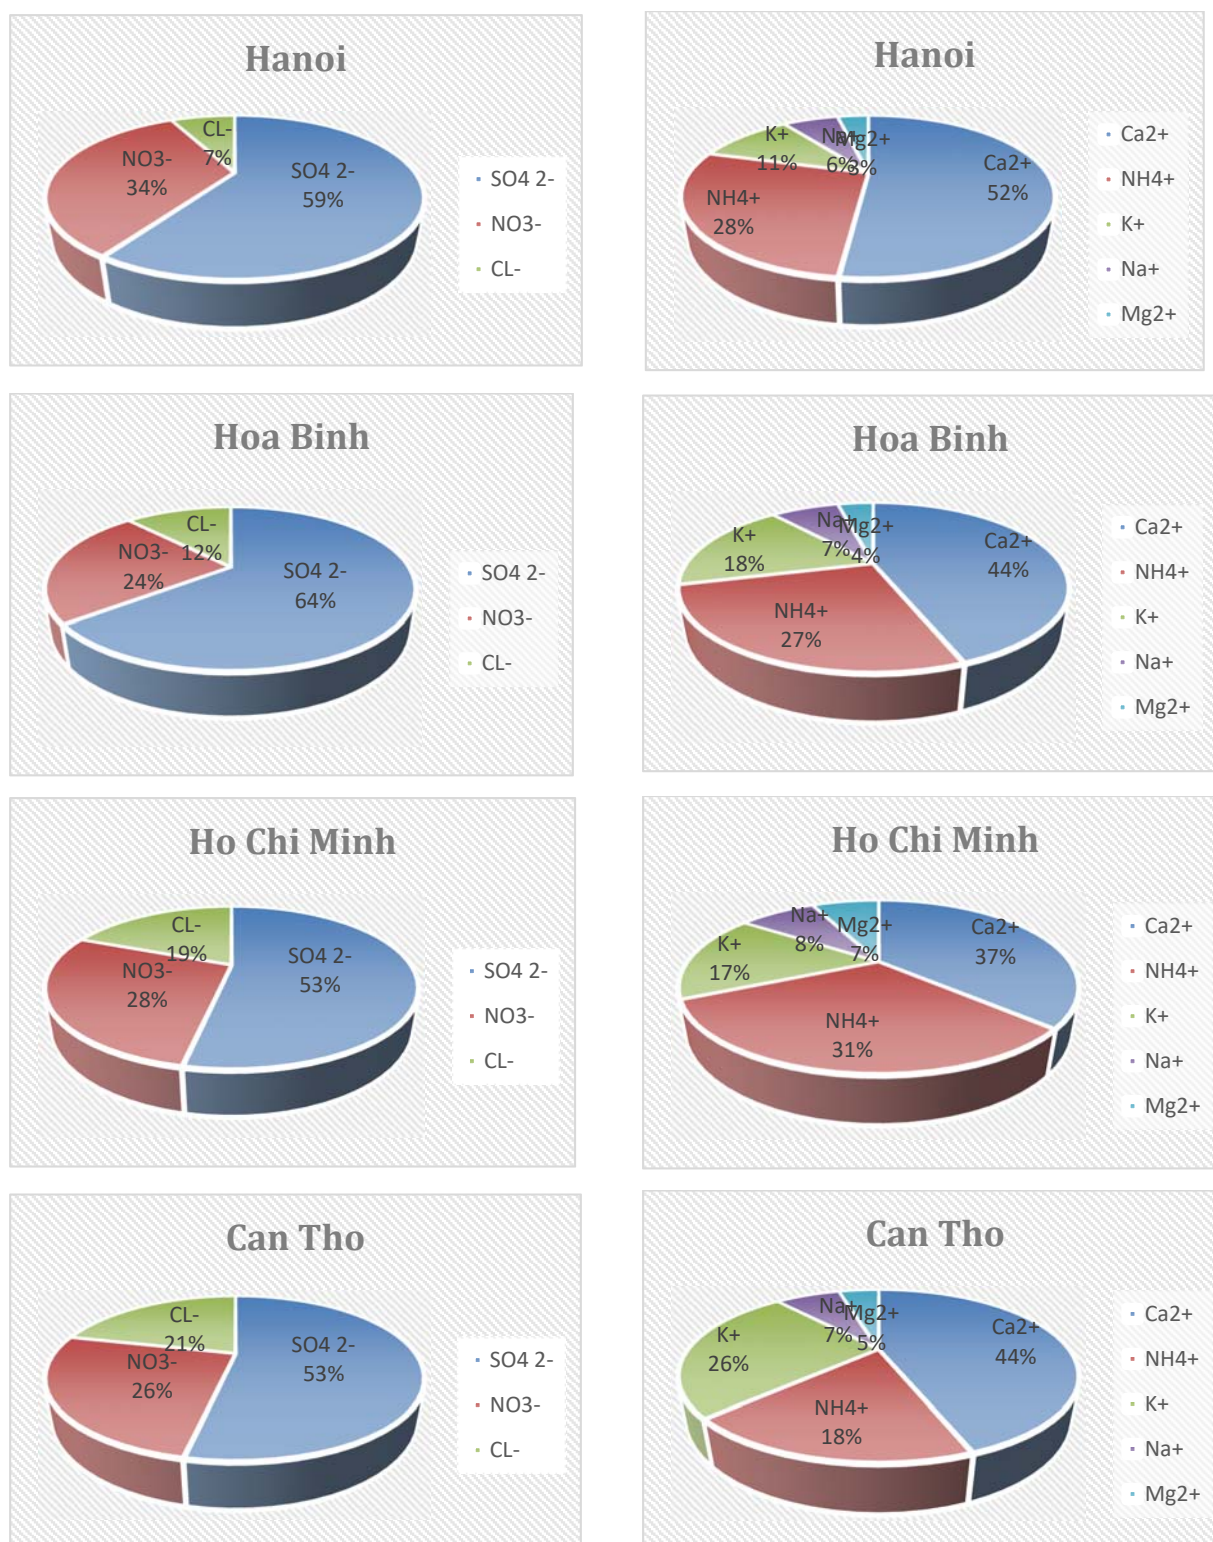 Hanoi
CL-
7%
NO3-
34%
SO4 2-
59%
SO4 2-
NO3-
CL-
Hanoi
K+
11%
Na+
6%
Mg2+
3%
Ca2+
52%
NH4+
28%
Ca2+
NH4+
K+
Na+
Mg2+
Hoa Binh
CL-
12%
NO3-
24%
SO4 2-
64%
SO4 2-
NO3-
CL-
Hoa Binh
K+
18%
Na+
7%
Mg2+
4%
Ca2+
44%
NH4+
27%
Ca2+
NH4+
K+
Na+
Mg2+
Ho Chi Minh
CL-
19%
NO3-
28%
SO4 2-
53%
SO4 2-
NO3-
CL-
Ho Chi Minh
K+
17%
Na+
8%
Mg2+
7%
Ca2+
37%
NH4+
31%
Ca2+
NH4+
K+
Na+
Mg2+
Can Tho
CL-
21%
NO3-
26%
SO4 2-
53%
SO4 2-
NO3-
CL-
Can Tho
K+
26%
Na+
7%
Mg2+
5%
Ca2+
44%
NH4+
18%
Ca2+
NH4+
K+
Na+
Mg2+